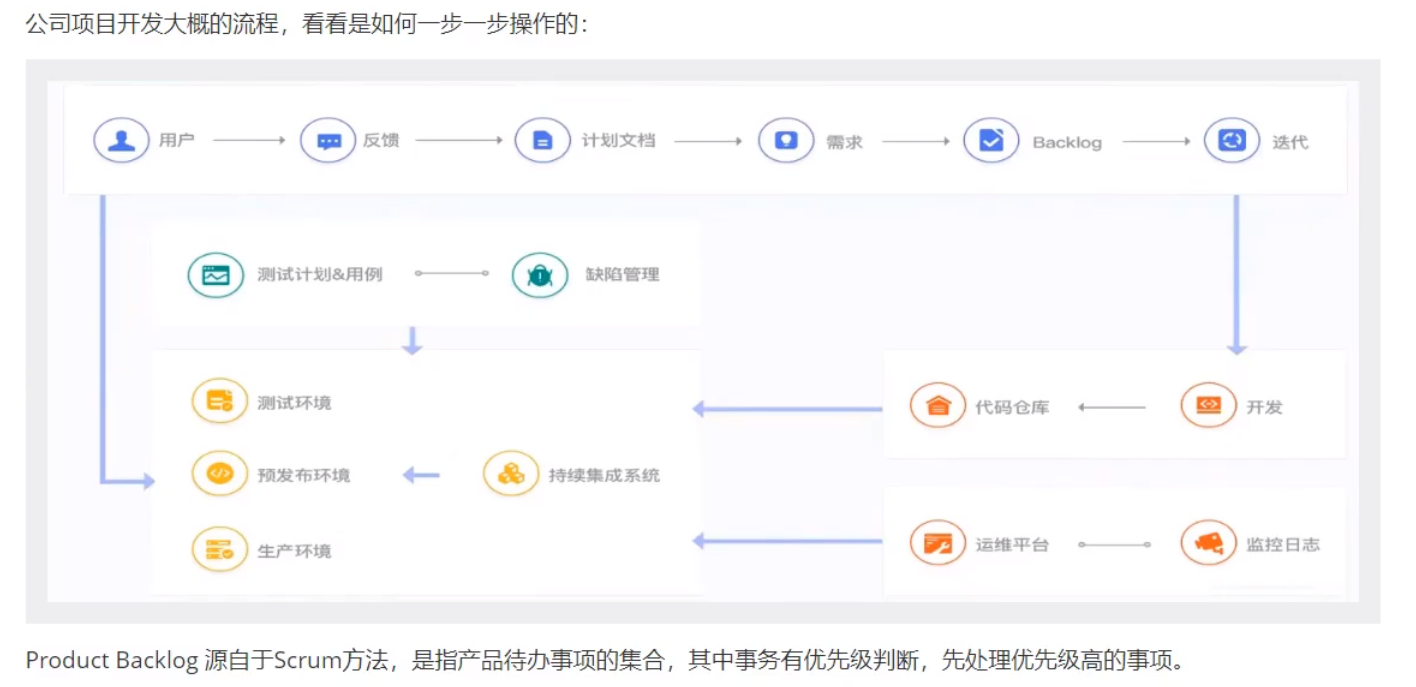 公司项目开发大概的流程，看看是如何一步一步操作的：
用户 反馈 计划文档 需求 Backlog 迭代
测试计划&用例 缺陷管理
测试环境
代码仓库 开发
预发布环境 持续集成系统
生产环境
运维平台 监控日志
Product Backlog 源自于Scrum方法，是指产品待办事项的集合，其中事务有优先级判断，先处理优先级高的事项。